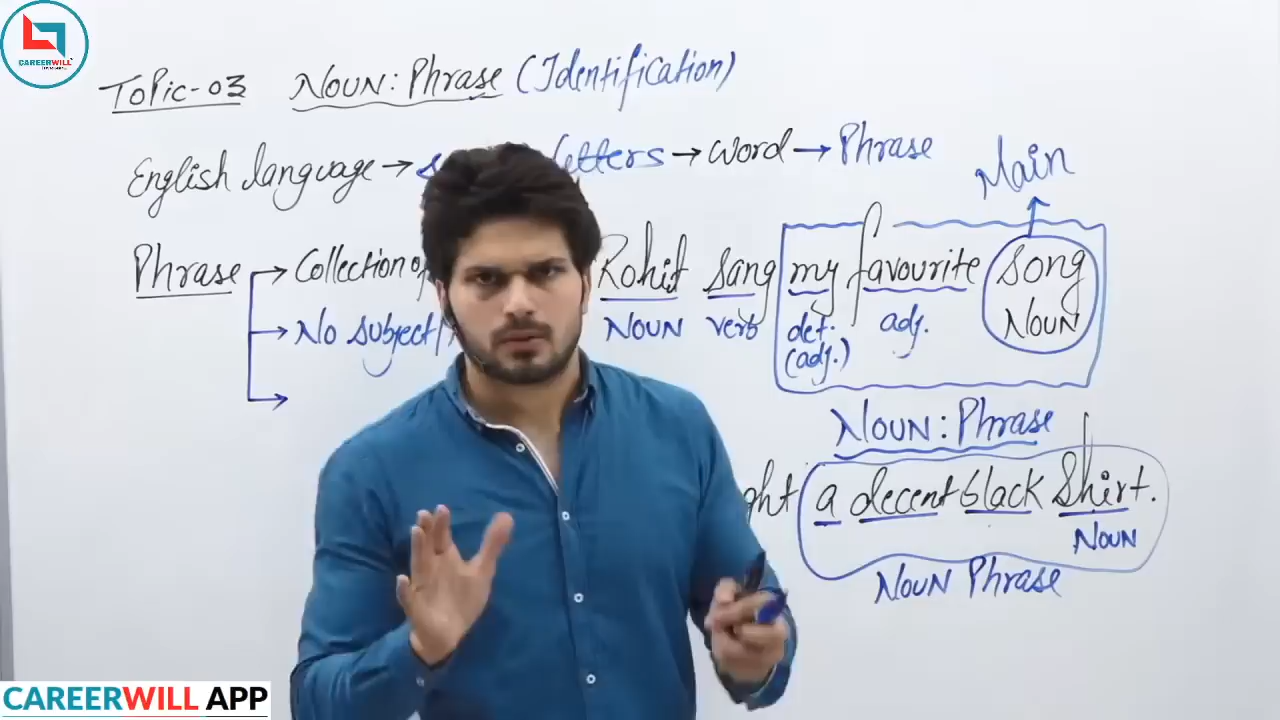 CAREERWILL
Topic-03 Noun: Phrase (Identification)
English language → letters → word → Phrase
Main
Phrase → Collection of Rohit sang my favourite song
→ No subject/ Noun verb det. (adj.) adj. Noun
Noun: Phrase
a decent black shirt.
Noun
Noun Phrase
CAREERWILL APP